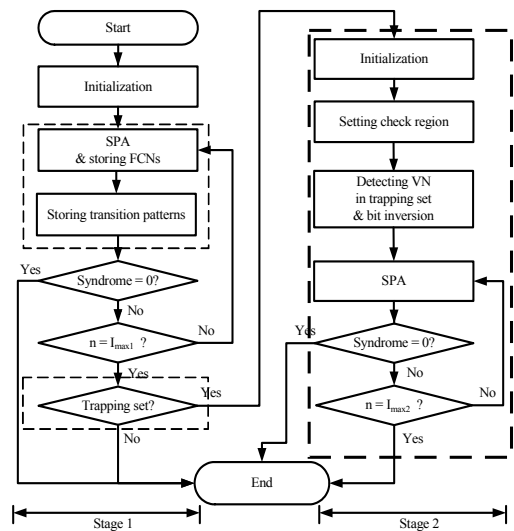 Start
Initialization
SPA
& storing FCNs
Storing transition patterns
Yes
Syndrome = 0?
No
n = Imax1 ?
No
Yes
Trapping set?
Yes
No
Initialization
Setting check region
Detecting VN
in trapping set
& bit inversion
SPA
Yes
Syndrome = 0?
No
n = Imax2 ?
No
Yes
End
Stage 1
Stage 2